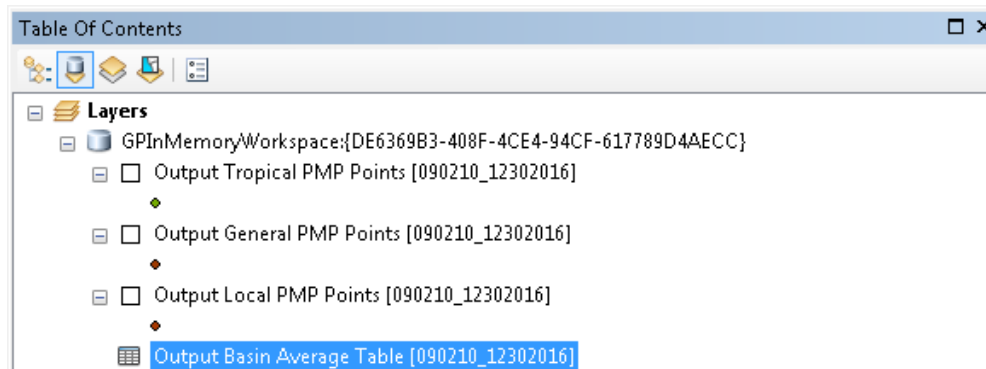 Table Of Contents
Layers
GPInMemoryWorkspace:{DE6369B3-408F-4CE4-94CF-617789D4AECC}
Output Tropical PMP Points [090210_12302016]
Output General PMP Points [090210_12302016]
Output Local PMP Points [090210_12302016]
Output Basin Average Table [090210_12302016]